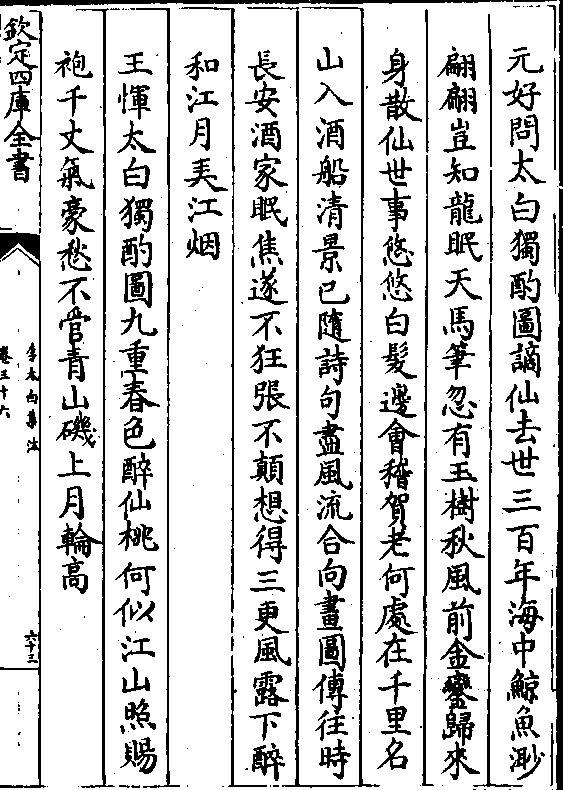 元好問太白獨酌圖謫仙去世三百年海中鯨魚渺
翩翩豈知龍眠天馬筆忽有玉樹秋風前金鑾歸來
身散仙世事悠悠白髮邊會稽賀老何處在千里名
山入酒船清景已隨詩句盡風流合向畫圖傳往時
長安酒家眠焦遂不狂張不顛想得三更風露下醉
和江月弄江烟
王惲太白獨酌圖九重春色醉仙桃何似江山照賜
袍千丈氣豪愁不管青山磯上月輪高
欽定四庫全書
李太白集注
卷三十六
六十三